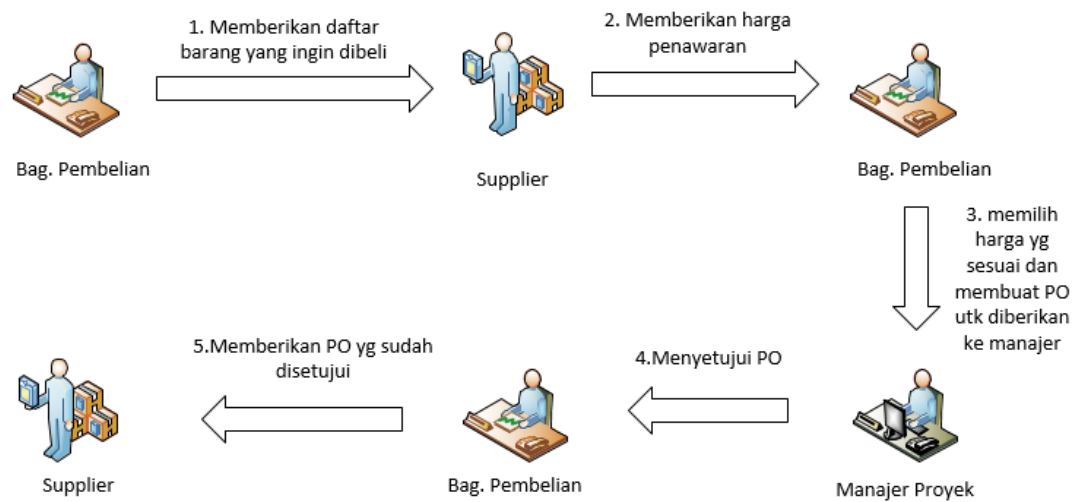 1. Memberikan daftar
barang yang ingin dibeli
2. Memberikan harga
penawaran
Bag. Pembelian
Supplier
Bag. Pembelian
3. memilih
harga yg
sesuai dan
membuat PO
utk diberikan
ke manajer
5.Memberikan PO yg sudah
disetujui
4.Menyetujui PO
Supplier
Bag. Pembelian
Manajer Proyek